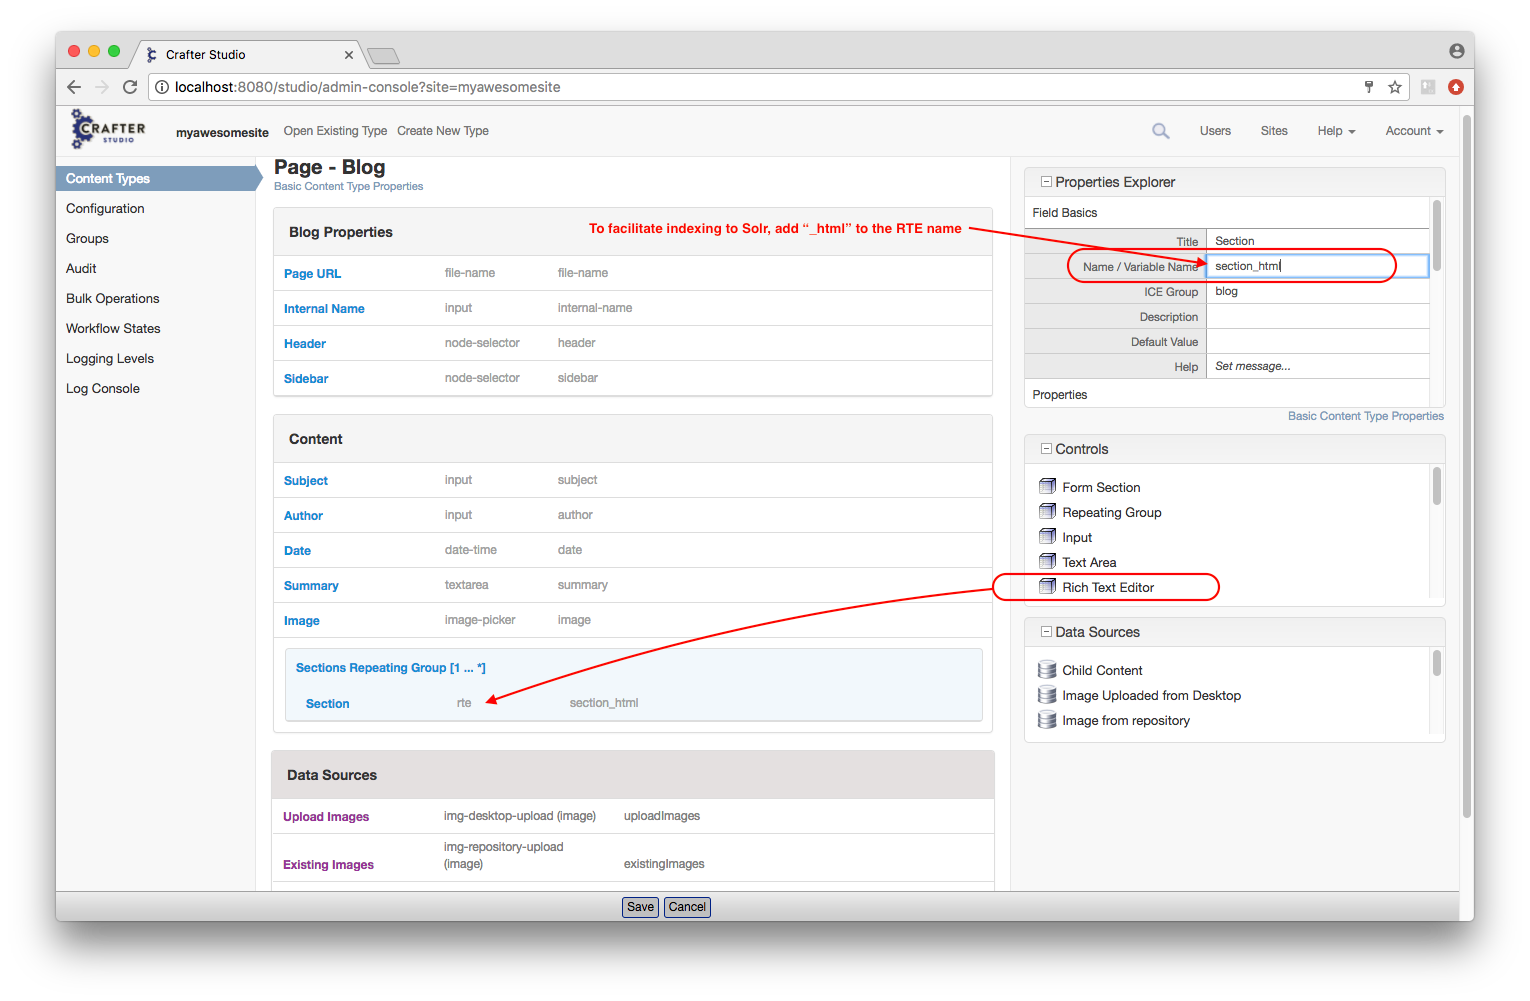 Crafter Studio
localhost:8080/studio/admin-console?site=myawesomesite
CRAFTER
STUDIO
myawesomesite Open Existing Type Create New Type
Users Sites Help Account
Content Types
Configuration
Groups
Audit
Bulk Operations
Workflow States
Logging Levels
Log Console
Page - Blog
Basic Content Type Properties
Blog Properties
To facilitate indexing to Solr, add “_html” to the RTE name
Page URL file-name file-name
Internal Name input internal-name
Header node-selector header
Sidebar node-selector sidebar
Content
Subject input subject
Author input author
Date date-time date
Summary textarea summary
Image image-picker image
Sections Repeating Group [1 ... *]
Section rte section_html
Data Sources
Upload Images img-desktop-upload (image) uploadImages
Existing Images img-repository-upload (image) existingImages
Properties Explorer
Field Basics
Title Section
Name / Variable Name section_html
ICE Group blog
Description
Default Value
Help Set message...
Properties
Basic Content Type Properties
Controls
Form Section
Repeating Group
Input
Text Area
Rich Text Editor
Data Sources
Child Content
Image Uploaded from Desktop
Image from repository
Save Cancel